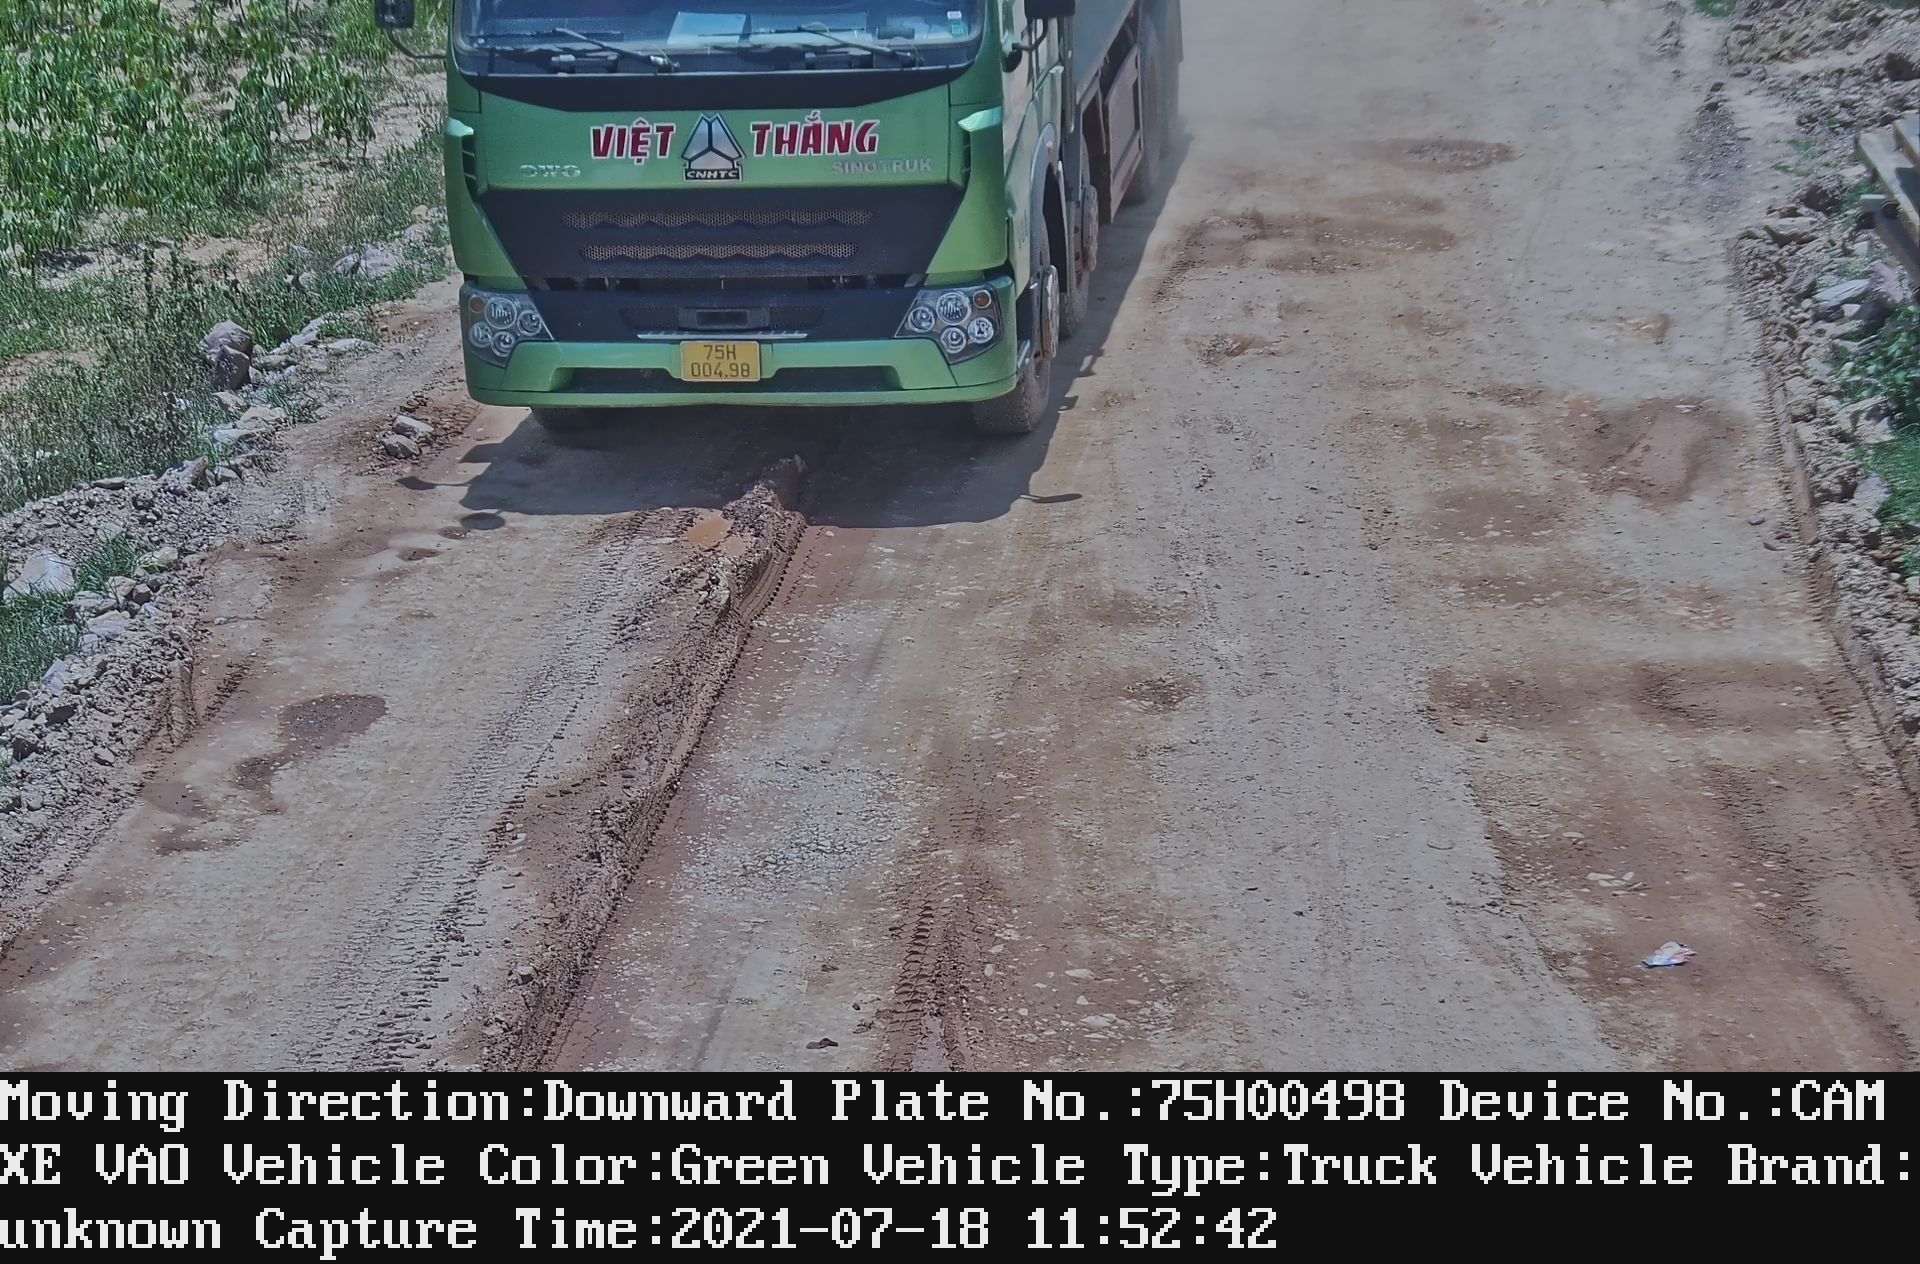 VIỆT THẮNG
CNHTC
HOWO SINOTRUK
75H
004.98
Moving Direction:Downward Plate No.:75H00498 Device No.:CAM
XE VAO Vehicle Color:Green Vehicle Type:Truck Vehicle Brand:
unknown Capture Time:2021-07-18 11:52:42